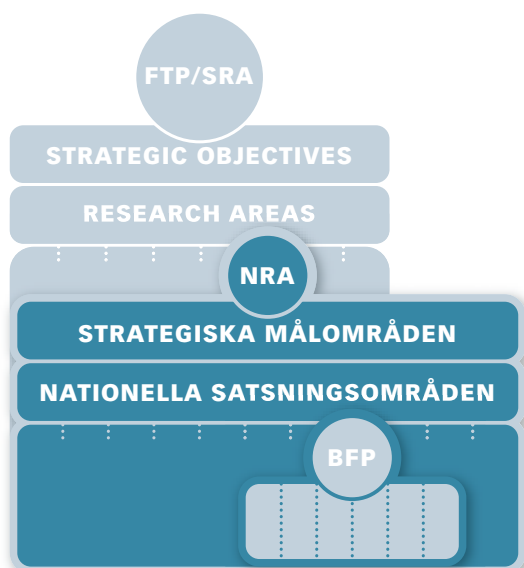 FTP/SRA
STRATEGIC OBJECTIVES
RESEARCH AREAS
NRA
STRATEGISKA MÅLOMRÅDEN
NATIONELLA SATSNINGSOMRÅDEN
BFP